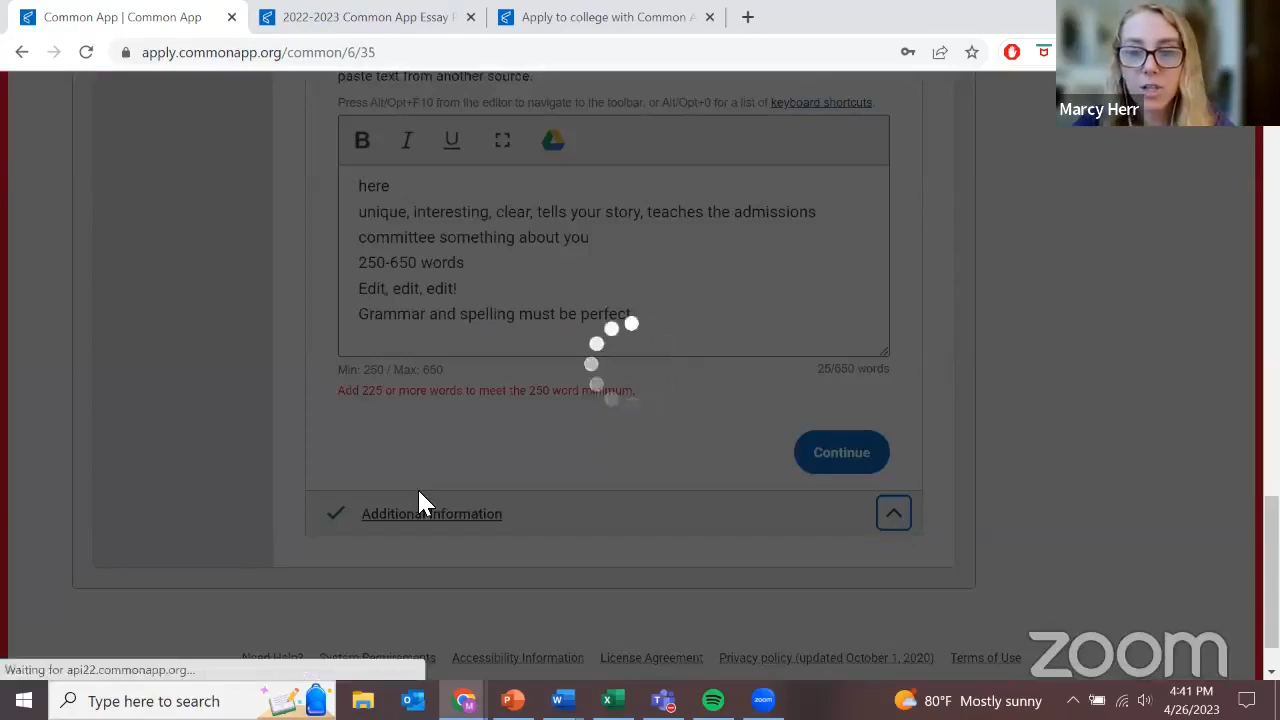 Common App | Common App
2022-2023 Common App Essay
Apply to college with Common A
apply.commonapp.org/common/6/35
Marcy Herr
paste text from another source.
Press Alt/Opt+F10 from the editor to navigate to the toolbar, or Alt/Opt+0 for a list of keyboard shortcuts.
B I U
here
unique, interesting, clear, tells your story, teaches the admissions
committee something about you
250-650 words
Edit, edit, edit!
Grammar and spelling must be perfect
Min: 250 / Max: 650
25/650 words
Add 225 or more words to meet the 250 word minimum.
Continue
Additional Information
Need Help? System Requirements Accessibility Information License Agreement Privacy policy (updated October 1, 2020) Terms of Use
Waiting for api22.commonapp.org...
zoom
Type here to search
zoom
80°F Mostly sunny
4:41 PM
4/26/2023